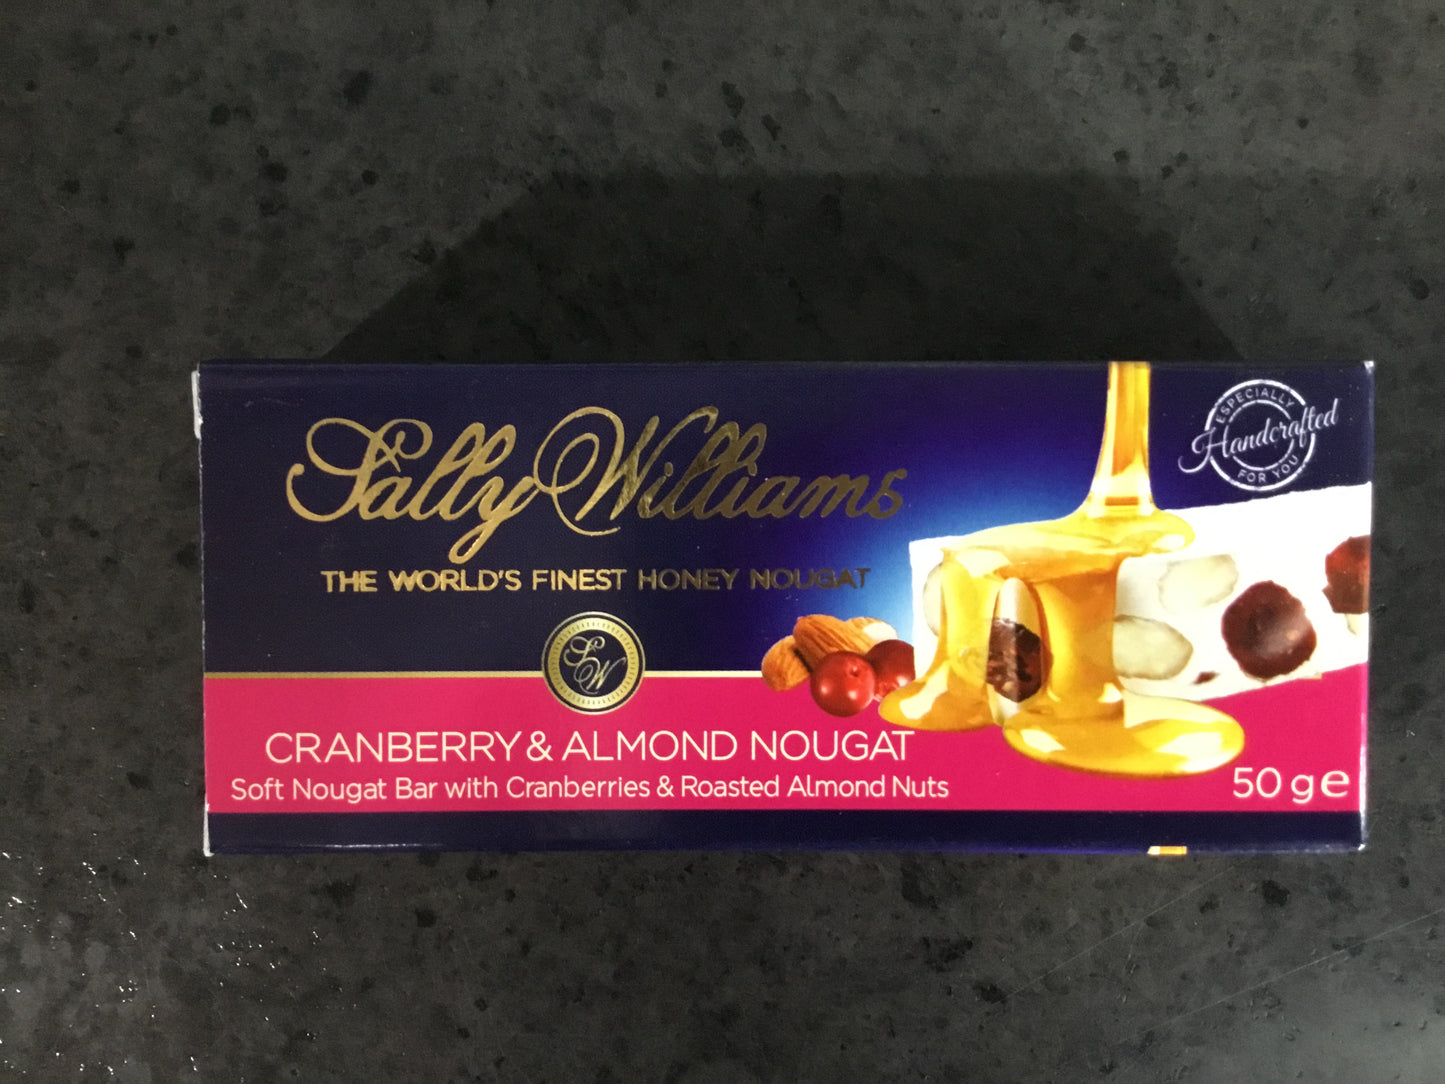 Sally Williams
THE WORLD'S FINEST HONEY NOUGAT
SW
CRANBERRY & ALMOND NOUGAT
Soft Nougat Bar with Cranberries & Roasted Almond Nuts
ESPECIALLY
Handcrafted
FOR YOU
50 g e